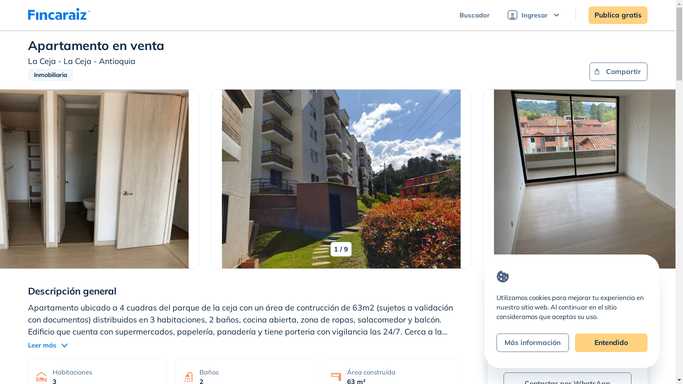 Fincaraiz
Buscador
Ingresar
Publica gratis
Apartamento en venta
La Ceja - La Ceja - Antioquia
Inmobiliaria
Compartir
1 / 9
Descripción general
Apartamento ubicado a 4 cuadras del parque de la ceja con un área de contrucción de 63m2 (sujetos a validación
con documentos) distribuidos en 3 habitaciones, 2 baños, cocina abierta, zona de ropas, salacomedor y balcón.
Edificio que cuenta con supermercados, papelería, panadería y tiene porteria con vigilancia las 24/7. Cerca a la...
Leer más
Habitaciones
3
Baños
2
Área construida
63 m²
Utilizamos cookies para mejorar tu experiencia en
nuestro sitio web. Al continuar en el sitio
consideramos que aceptas su uso.
Más información
Entendido
Contactar por WhatsApp